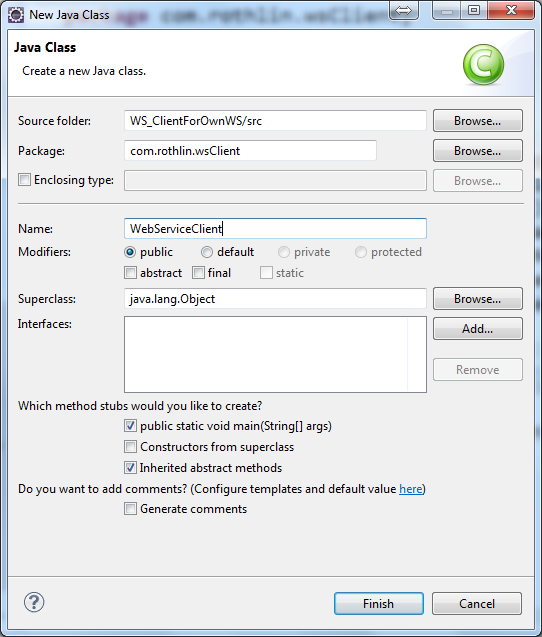 New Java Class
Java Class
Create a new Java class.
Source folder: WS_ClientForOwnWS/src Browse...
Package: com.rothlin.wsClient Browse...
Enclosing type: Browse...
Name: WebServiceClient
Modifiers: public default private protected
abstract final static
Superclass: java.lang.Object Browse...
Interfaces: Add...
Remove
Which method stubs would you like to create?
public static void main(String[] args)
Constructors from superclass
Inherited abstract methods
Do you want to add comments? (Configure templates and default value here)
Generate comments
? Finish Cancel